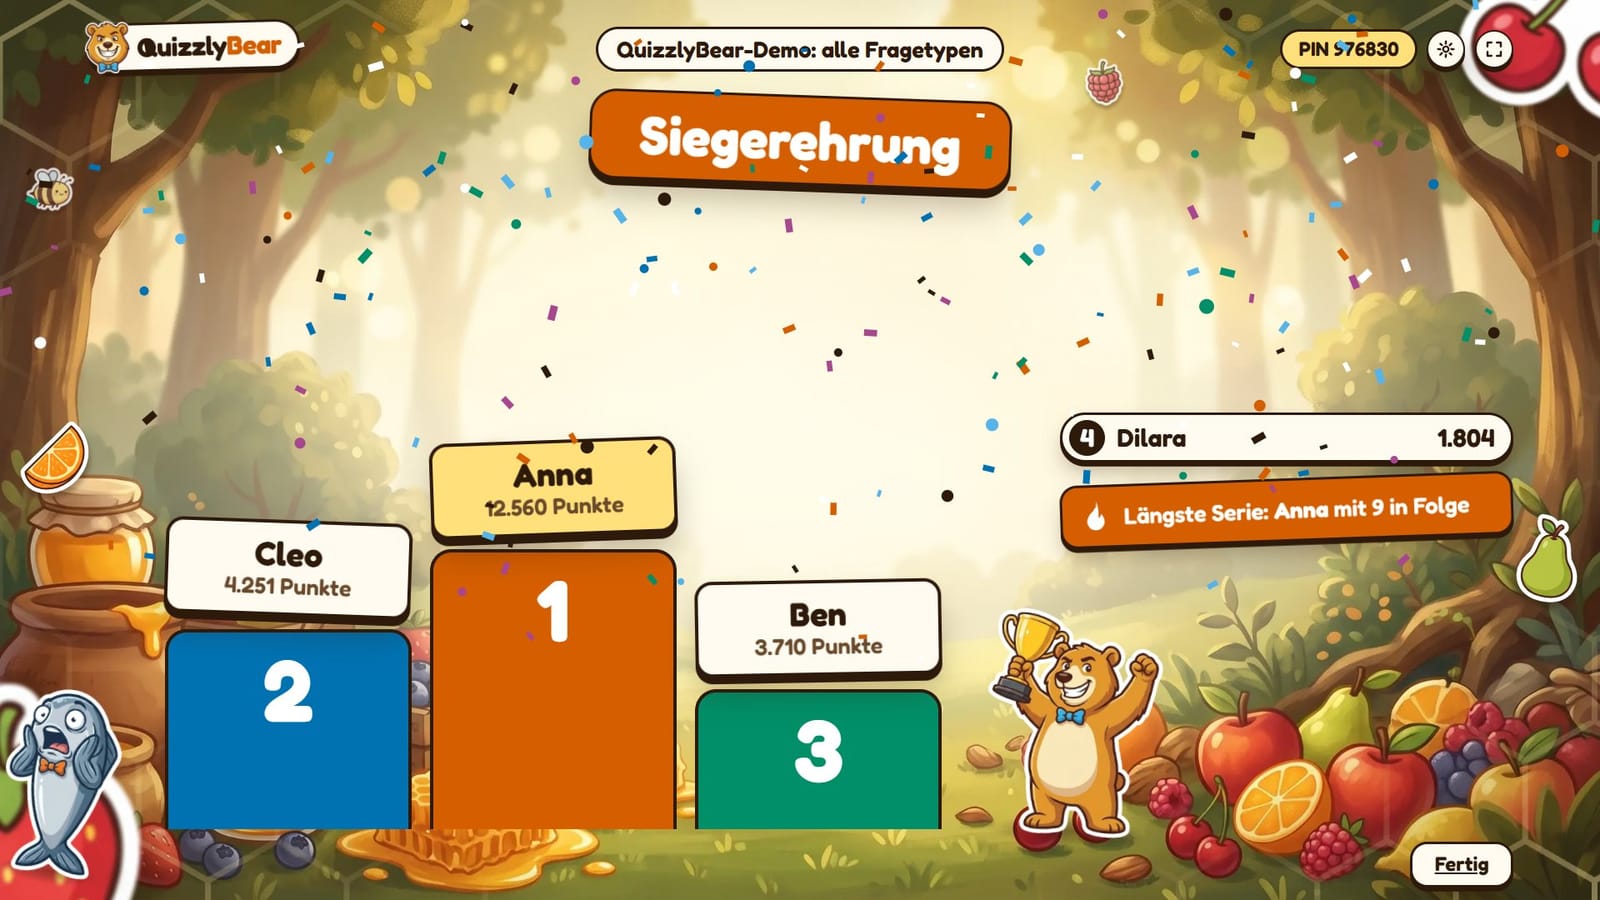 QuizzlyBear
QuizzlyBear-Demo: alle Fragetypen
PIN 976830
Siegerehrung
4 Dilara 1.804
Längste Serie: Anna mit 9 in Folge
Anna
12.560 Punkte
Cleo
4.251 Punkte
Ben
3.710 Punkte
1
2
3
Fertig